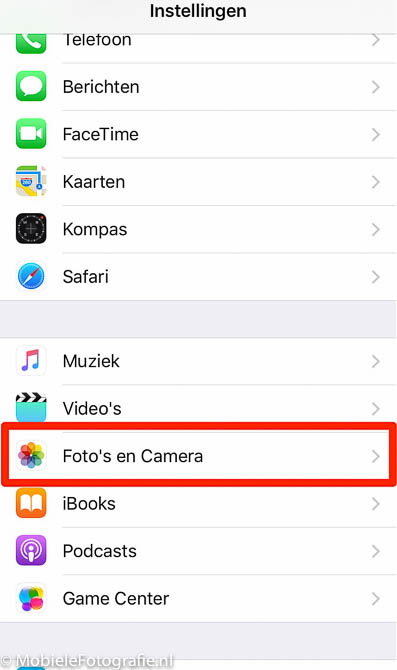 Instellingen
Telefoon
Berichten
FaceTime
Kaarten
Kompas
Safari
Muziek
Video's
Foto's en Camera
iBooks
Podcasts
Game Center
© MobieleFotografie.nl